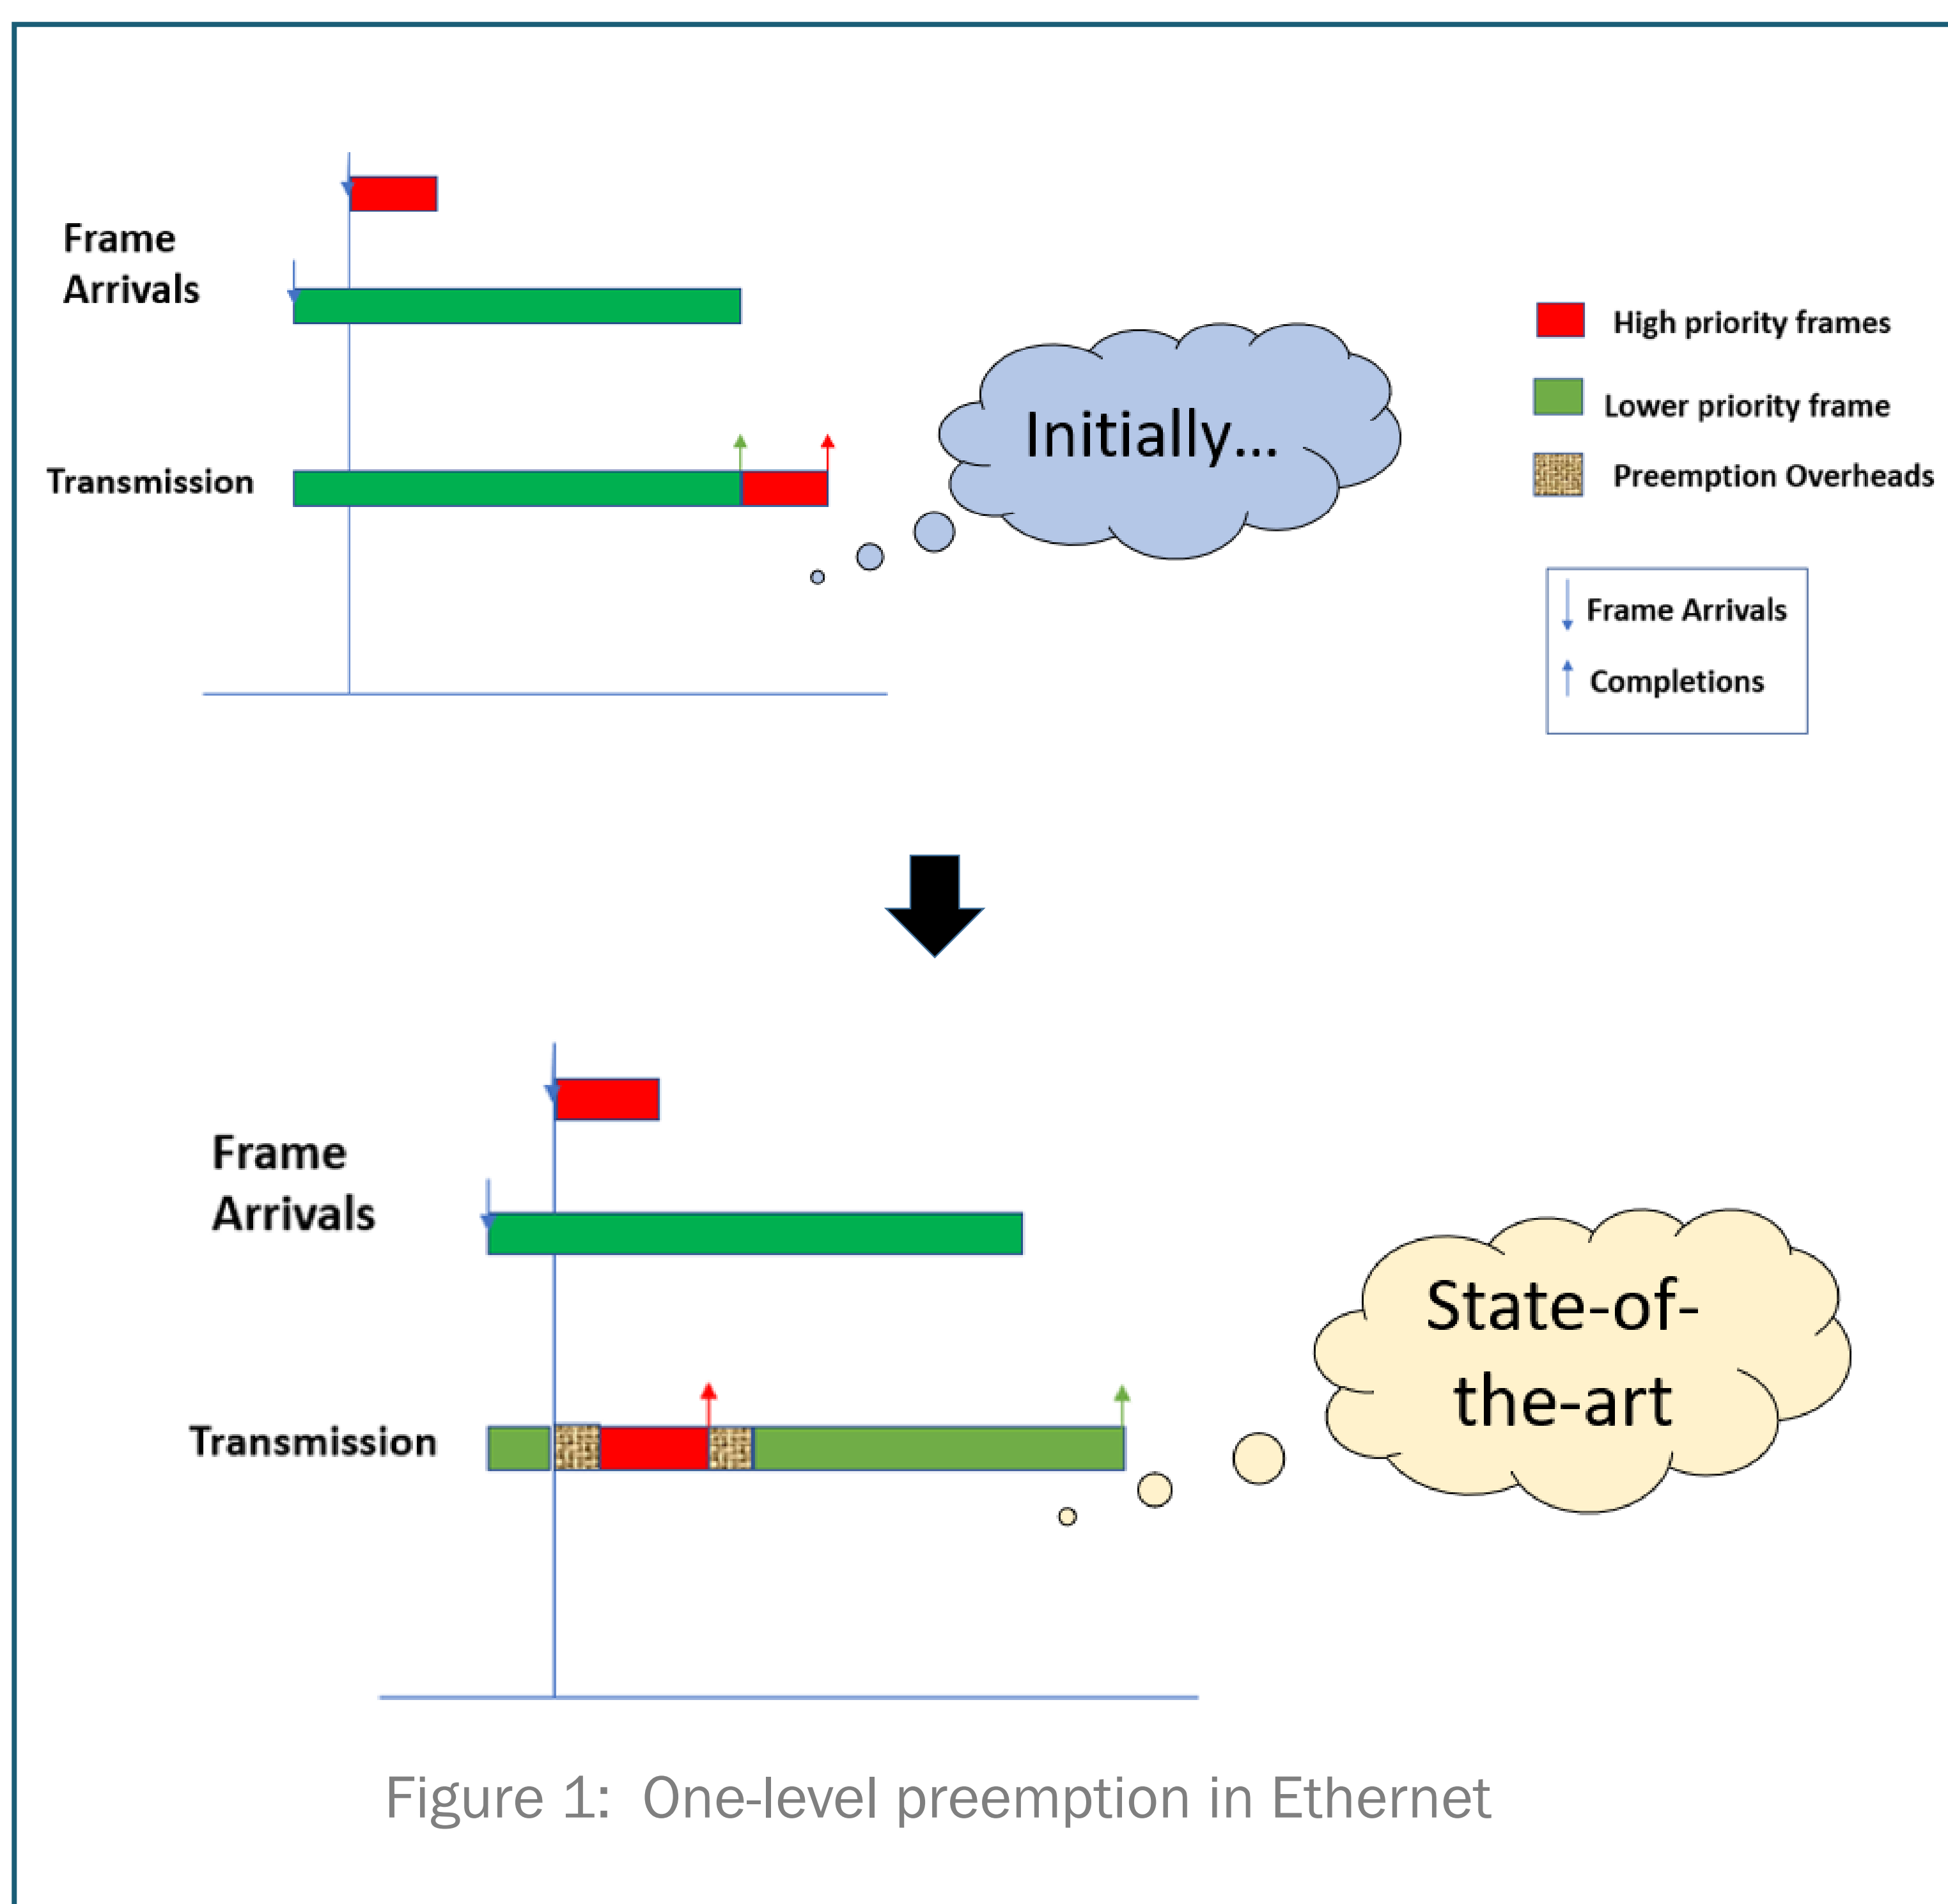 Frame
Arrivals
Transmission
Initially...
High priority frames
Lower priority frame
Preemption Overheads
Frame Arrivals
Completions
Frame
Arrivals
Transmission
State-of-
the-art
Figure 1: One-level preemption in Ethernet